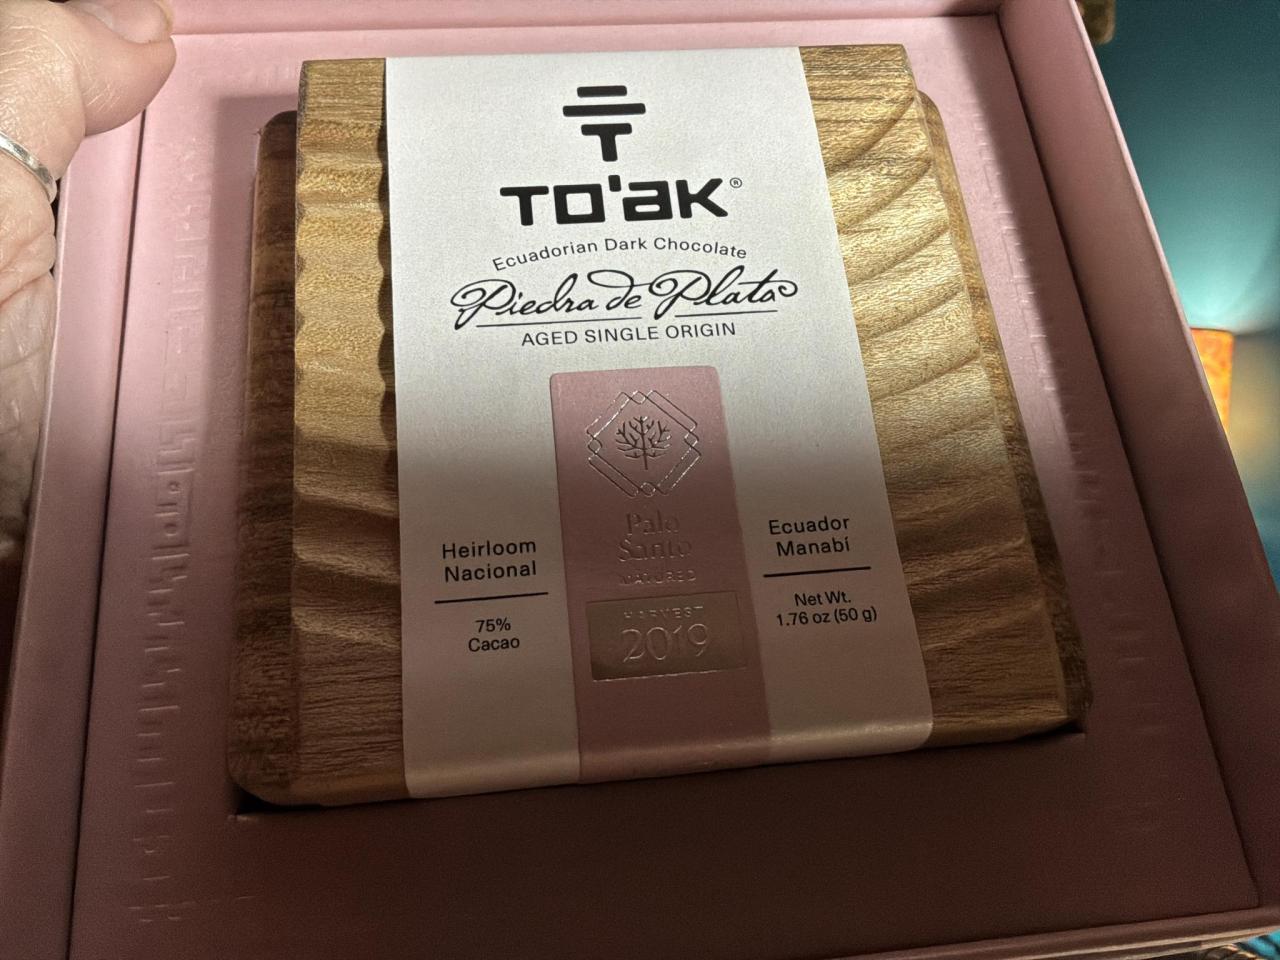 TO'AK®
Ecuadorian Dark Chocolate
Piedra de Plata
AGED SINGLE ORIGIN
Heirloom
Nacional
75%
Cacao
Palo
Santo
MATURED
HARVEST
2019
Ecuador
Manabí
Net Wt.
1.76 oz (50 g)